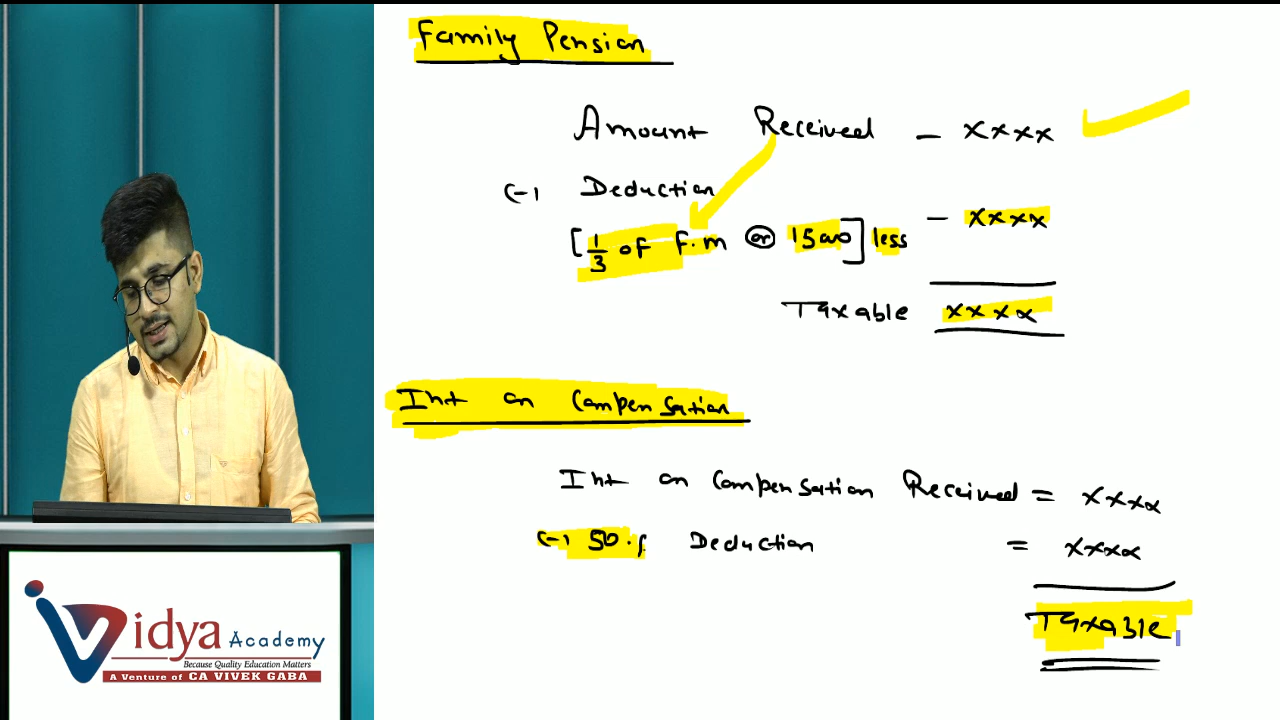 Family Pension
Amount Received - xxxx
(-) Deduction
[1/3 of F.m or 15000] less - xxxx
Taxable xxxx
Int on Compensation
Int on Compensation Received = xxxx
(-) 50% Deduction = xxxx
Taxable
Vidya Academy
Because Quality Education Matters
A Venture of CA VIVEK GABA